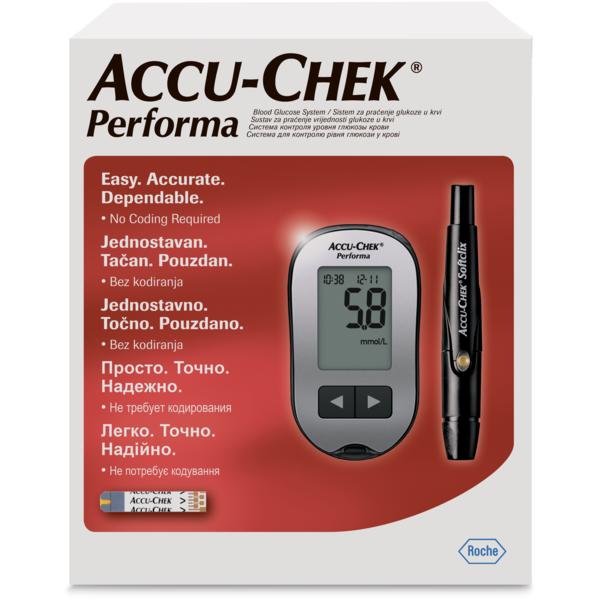 ACCU-CHEK®
Performa
Blood Glucose System / Sistem za praćenje glukoze u krvi
Sustav za praćenje vrijednosti glukoze u krvi
Система контроля уровня глюкозы крови
Система для контролю рівня глюкози у крові
Easy. Accurate.
Dependable.
• No Coding Required
Jednostavan.
Tačan. Pouzdan.
• Bez kodiranja
Jednostavno.
Točno. Pouzdano.
• Bez kodiranja
Просто. Точно.
Надежно.
• Не требует кодирования
Легко. Точно.
Надійно.
• Не потребує кодування
ACCU-CHEK®
Performa
10:38 12-11
5.8
mmol/L
ACCU-CHEK® Softclix
ACCU-CHEK
ACCU-CHEK
ACCU-CHEK
Roche